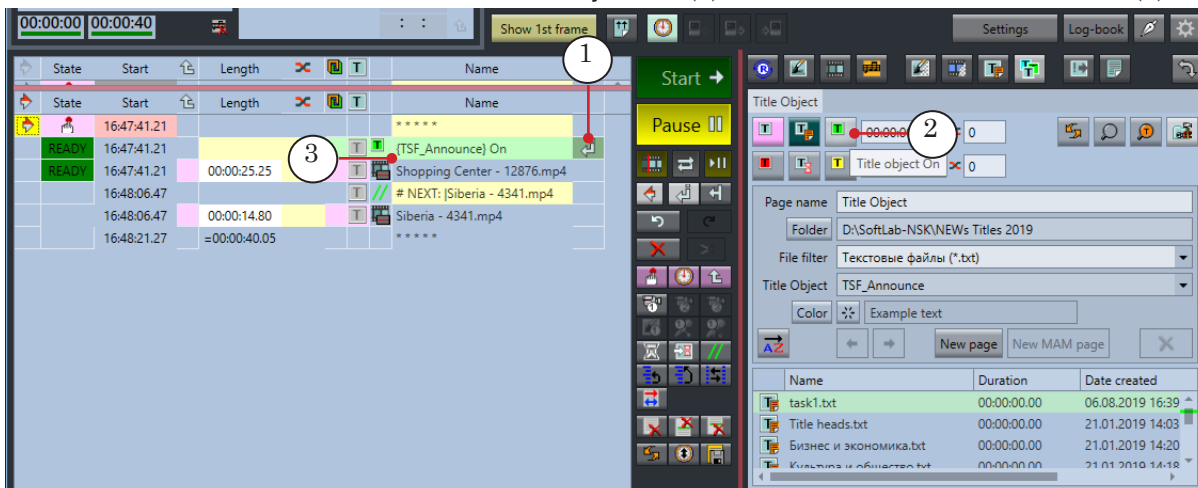 00:00:00 00:00:40 : : Show 1st frame Settings Log-book
1
State Start Length T Name
State Start Length T Name
16:47:41.21 * * * * *
READY 16:47:41.21 T T {TSF_Announce} On
3
READY 16:47:41.21 00:00:25.25 T Shopping Center - 12876.mp4
16:48:06.47 T // # NEXT: |Siberia - 4341.mp4
16:48:06.47 00:00:14.80 T Siberia - 4341.mp4
16:48:21.27 =00:00:40.05 * * * * *
Start
Pause
Title Object
2
0
Title object On
0
Page name Title Object
Folder D:\SoftLab-NSK\NEWs Titles 2019
File filter Текстовые файлы (*.txt)
Title Object TSF_Announce
Color Example text
AZ New page New MAM page
Name Duration Date created
task1.txt 00:00:00.00 06.08.2019 16:39
Title heads.txt 00:00:00.00 21.01.2019 14:03
Бизнес и экономика.txt 00:00:00.00 21.01.2019 14:20
Культура и общество.txt 00:00:00.00 21.01.2019 14:18